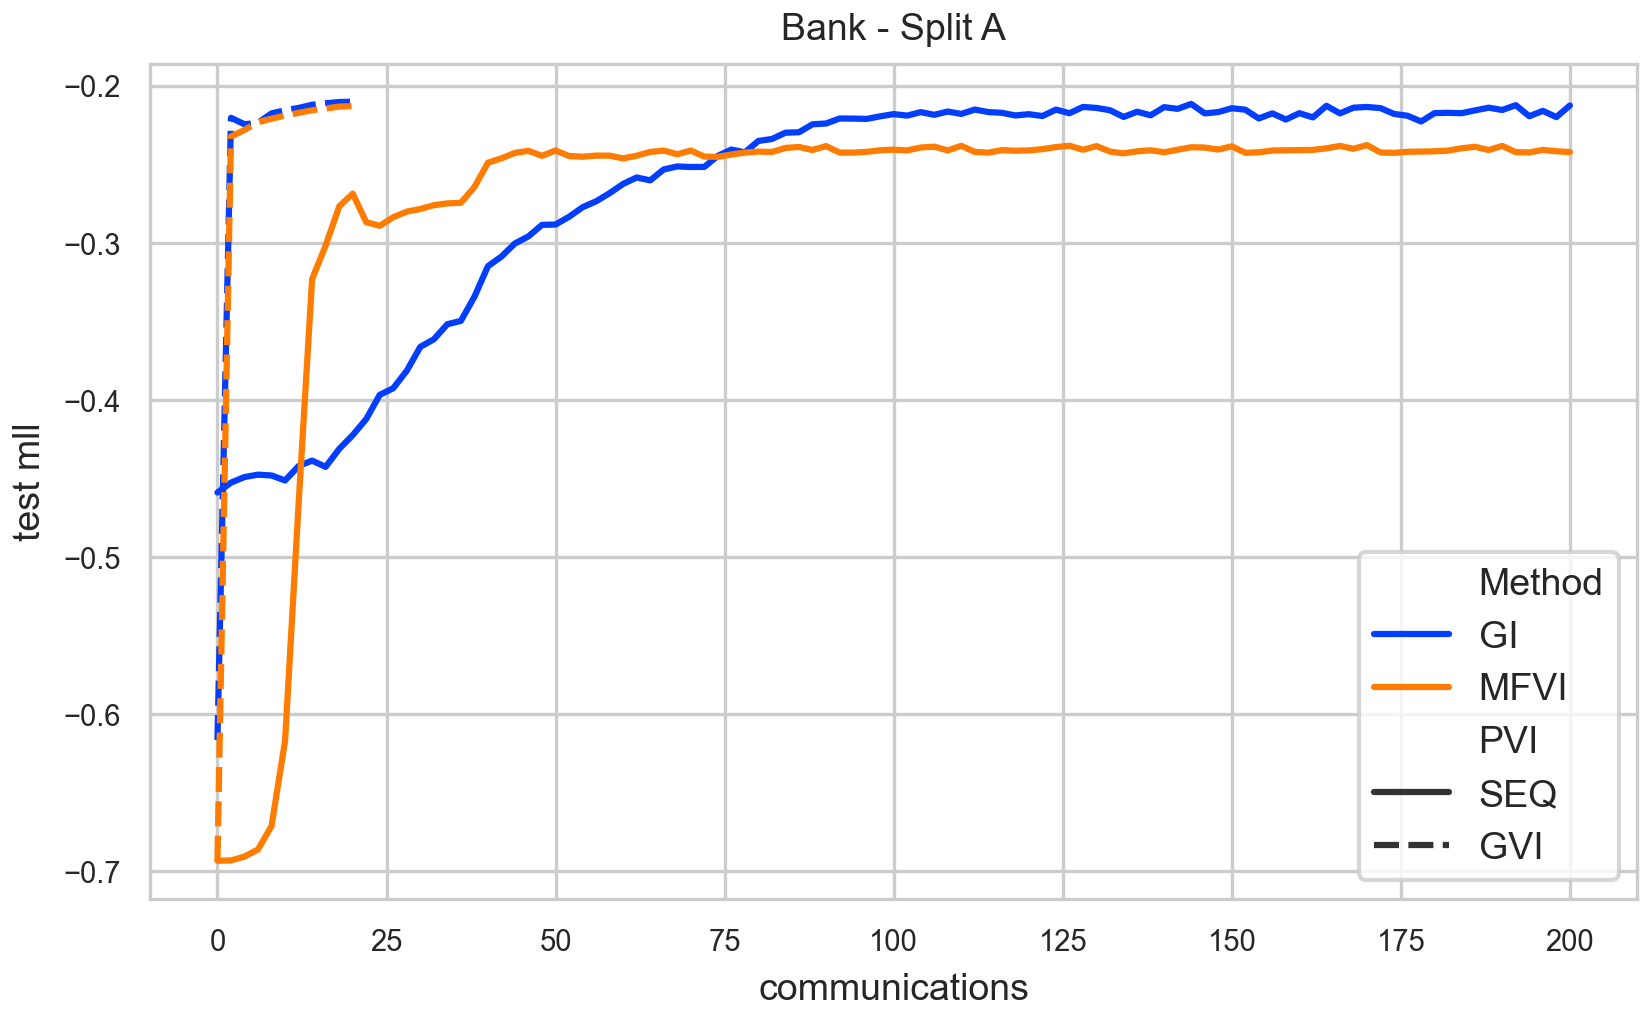 Bank - Split A
test mll
−0.2
−0.3
−0.4
−0.5
−0.6
−0.7
Method
GI
MFVI
PVI
SEQ
GVI
0 25 50 75 100 125 150 175 200
communications